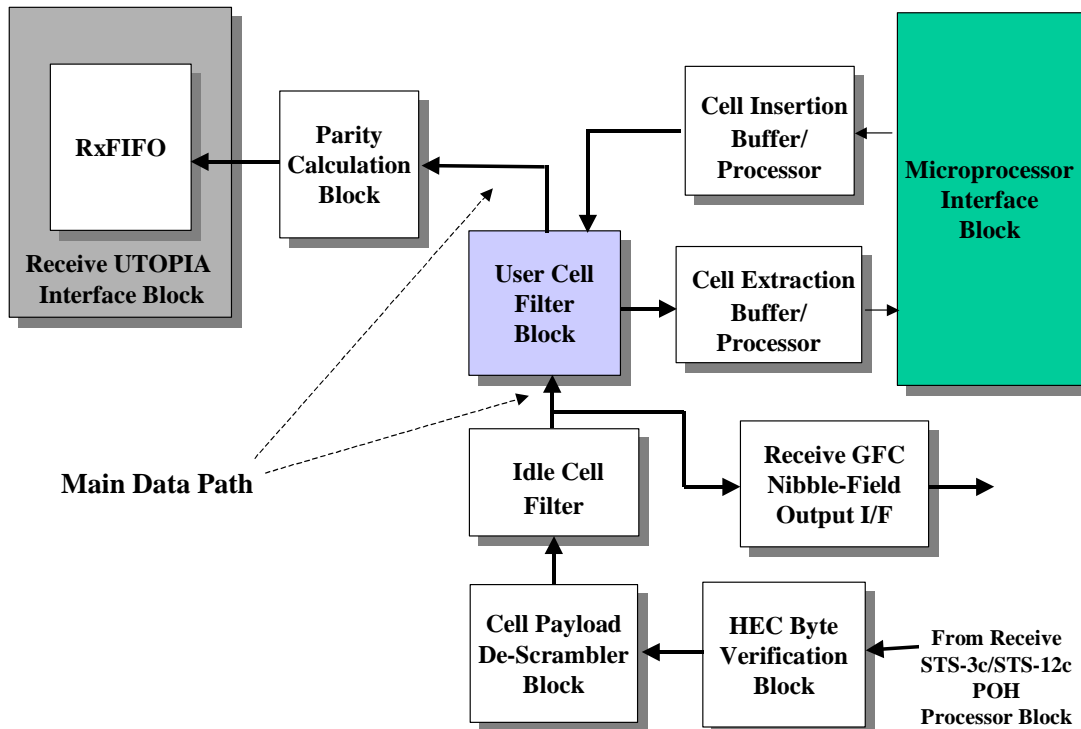 RxFIFO
Receive UTOPIA
Interface Block
Parity
Calculation
Block
Cell Insertion
Buffer/
Processor
Microprocessor
Interface
Block
User Cell
Filter
Block
Cell Extraction
Buffer/
Processor
Main Data Path
Idle Cell
Filter
Receive GFC
Nibble-Field
Output I/F
Cell Payload
De-Scrambler
Block
HEC Byte
Verification
Block
From Receive
STS-3c/STS-12c
POH
Processor Block